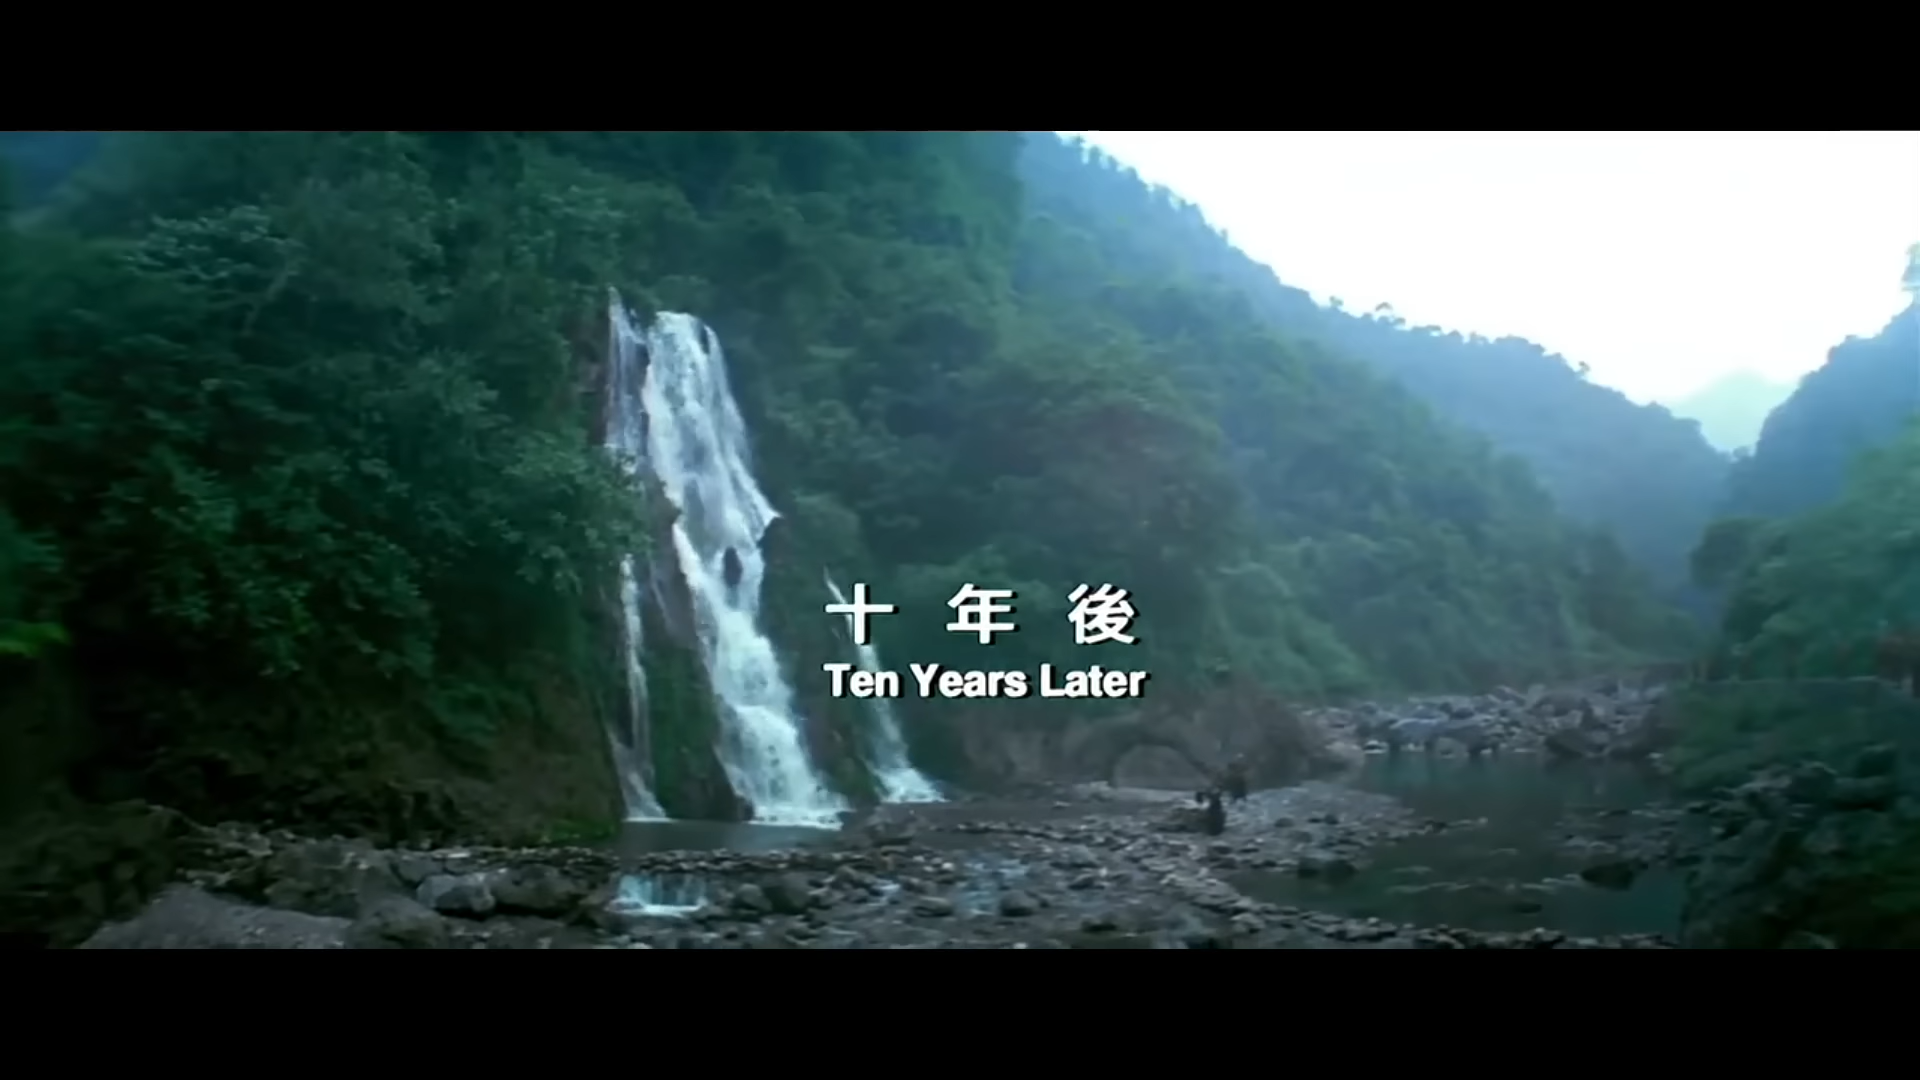 十年後
Ten Years Later